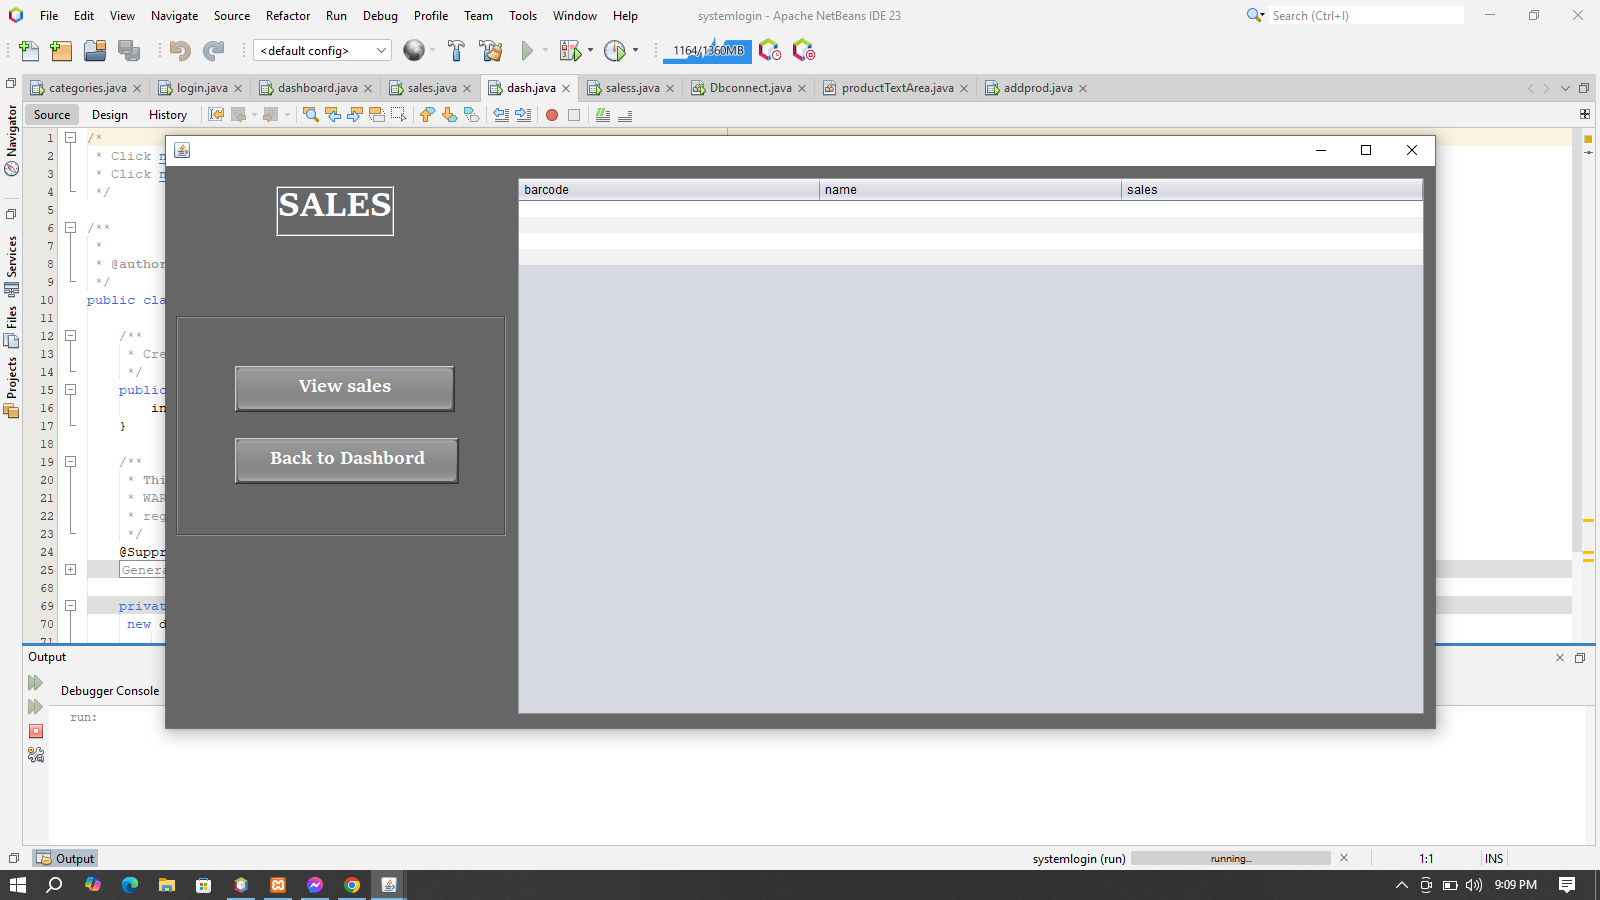 File Edit View Navigate Source Refactor Run Debug Profile Team Tools Window Help
systemlogin - Apache NetBeans IDE 23
Search (Ctrl+I)
<default config>
1164/1360MB
categories.java
login.java
dashboard.java
sales.java
dash.java
saless.java
Dbconnect.java
productTextArea.java
addprod.java
Source Design History
Navigator
Services
Files
Projects
1 /*
2 * Click n
3 * Click n
4 */
5
6 /**
7 *
8 * @author
9 */
10 public cla
11
12 /**
13 * Cre
14 */
15 public
16 in
17 }
18
19 /**
20 * Thi
21 * WAR
22 * reg
23 */
24 @Suppr
25 Genera
68
69 privat
70 new d
71
SALES
View sales
Back to Dashbord
barcode name sales
Output
Debugger Console
run:
Output
systemlogin (run)
running...
1:1
INS
9:09 PM